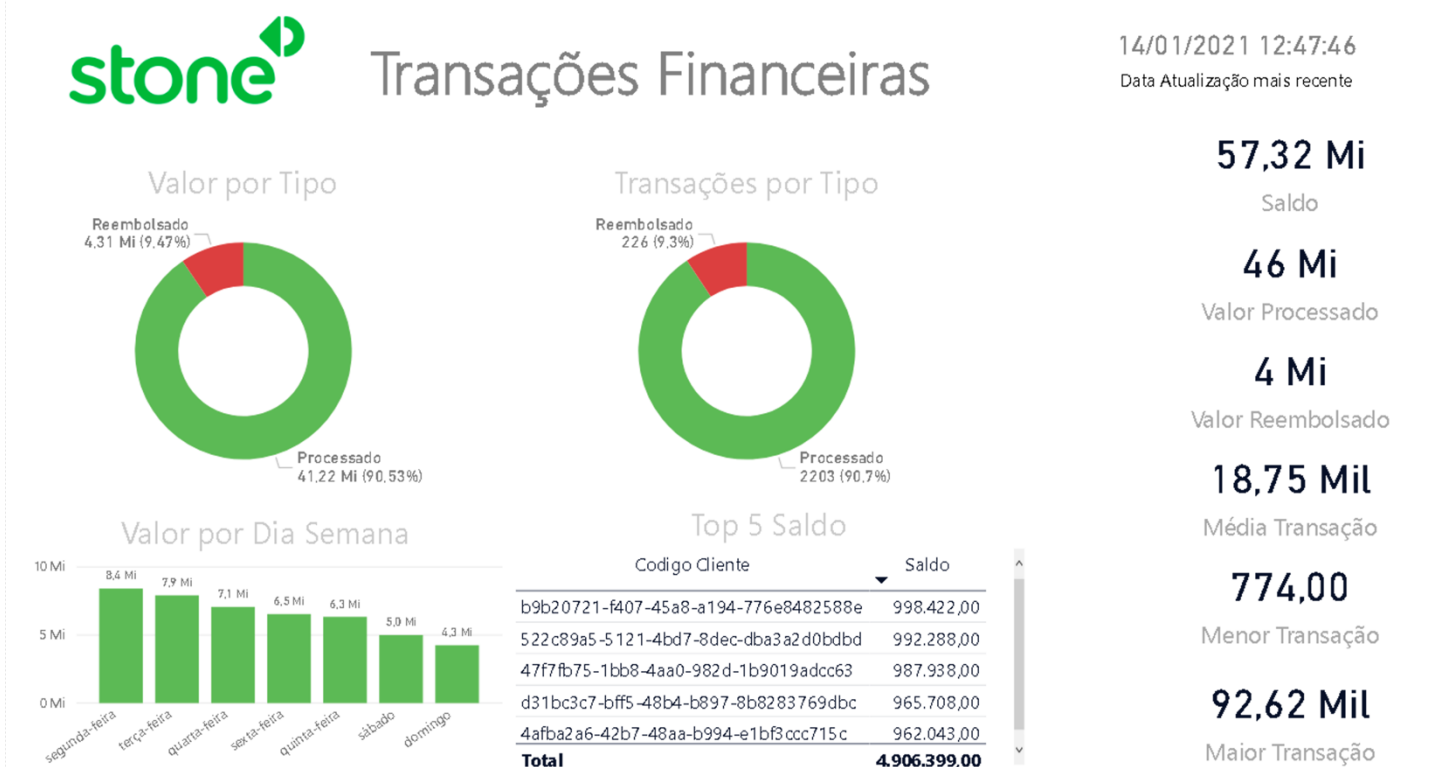 stone
Transações Financeiras
14/01/2021 12:47:46
Data Atualização mais recente
57,32 Mi
Saldo
46 Mi
Valor Processado
4 Mi
Valor Reembolsado
18,75 Mil
Média Transação
774,00
Menor Transação
92,62 Mil
Maior Transação
Valor por Tipo
Reembolsado
4,31 Mi (9,47%)
Processado
41,22 Mi (90,53%)
Transações por Tipo
Reembolsado
226 (9,3%)
Processado
2203 (90,7%)
Valor por Dia Semana
10 Mi
5 Mi
0 Mi
8,4 Mi
7,9 Mi
7,1 Mi
6,5 Mi
6,3 Mi
5,0 Mi
4,3 Mi
segunda-feira
terça-feira
quarta-feira
sexta-feira
quinta-feira
sábado
domingo
Top 5 Saldo
Codigo Cliente Saldo
b9b20721-f407-45a8-a194-776e8482588e 998.422,00
522c89a5-5121-4bd7-8dec-dba3a2d0bdbd 992.288,00
47f7fb75-1bb8-4aa0-982d-1b9019adcc63 987.938,00
d31bc3c7-bff5-48b4-b897-8b8283769dbc 965.708,00
4afba2a6-42b7-48aa-b994-e1bf3ccc715c 962.043,00
Total 4.906.399,00